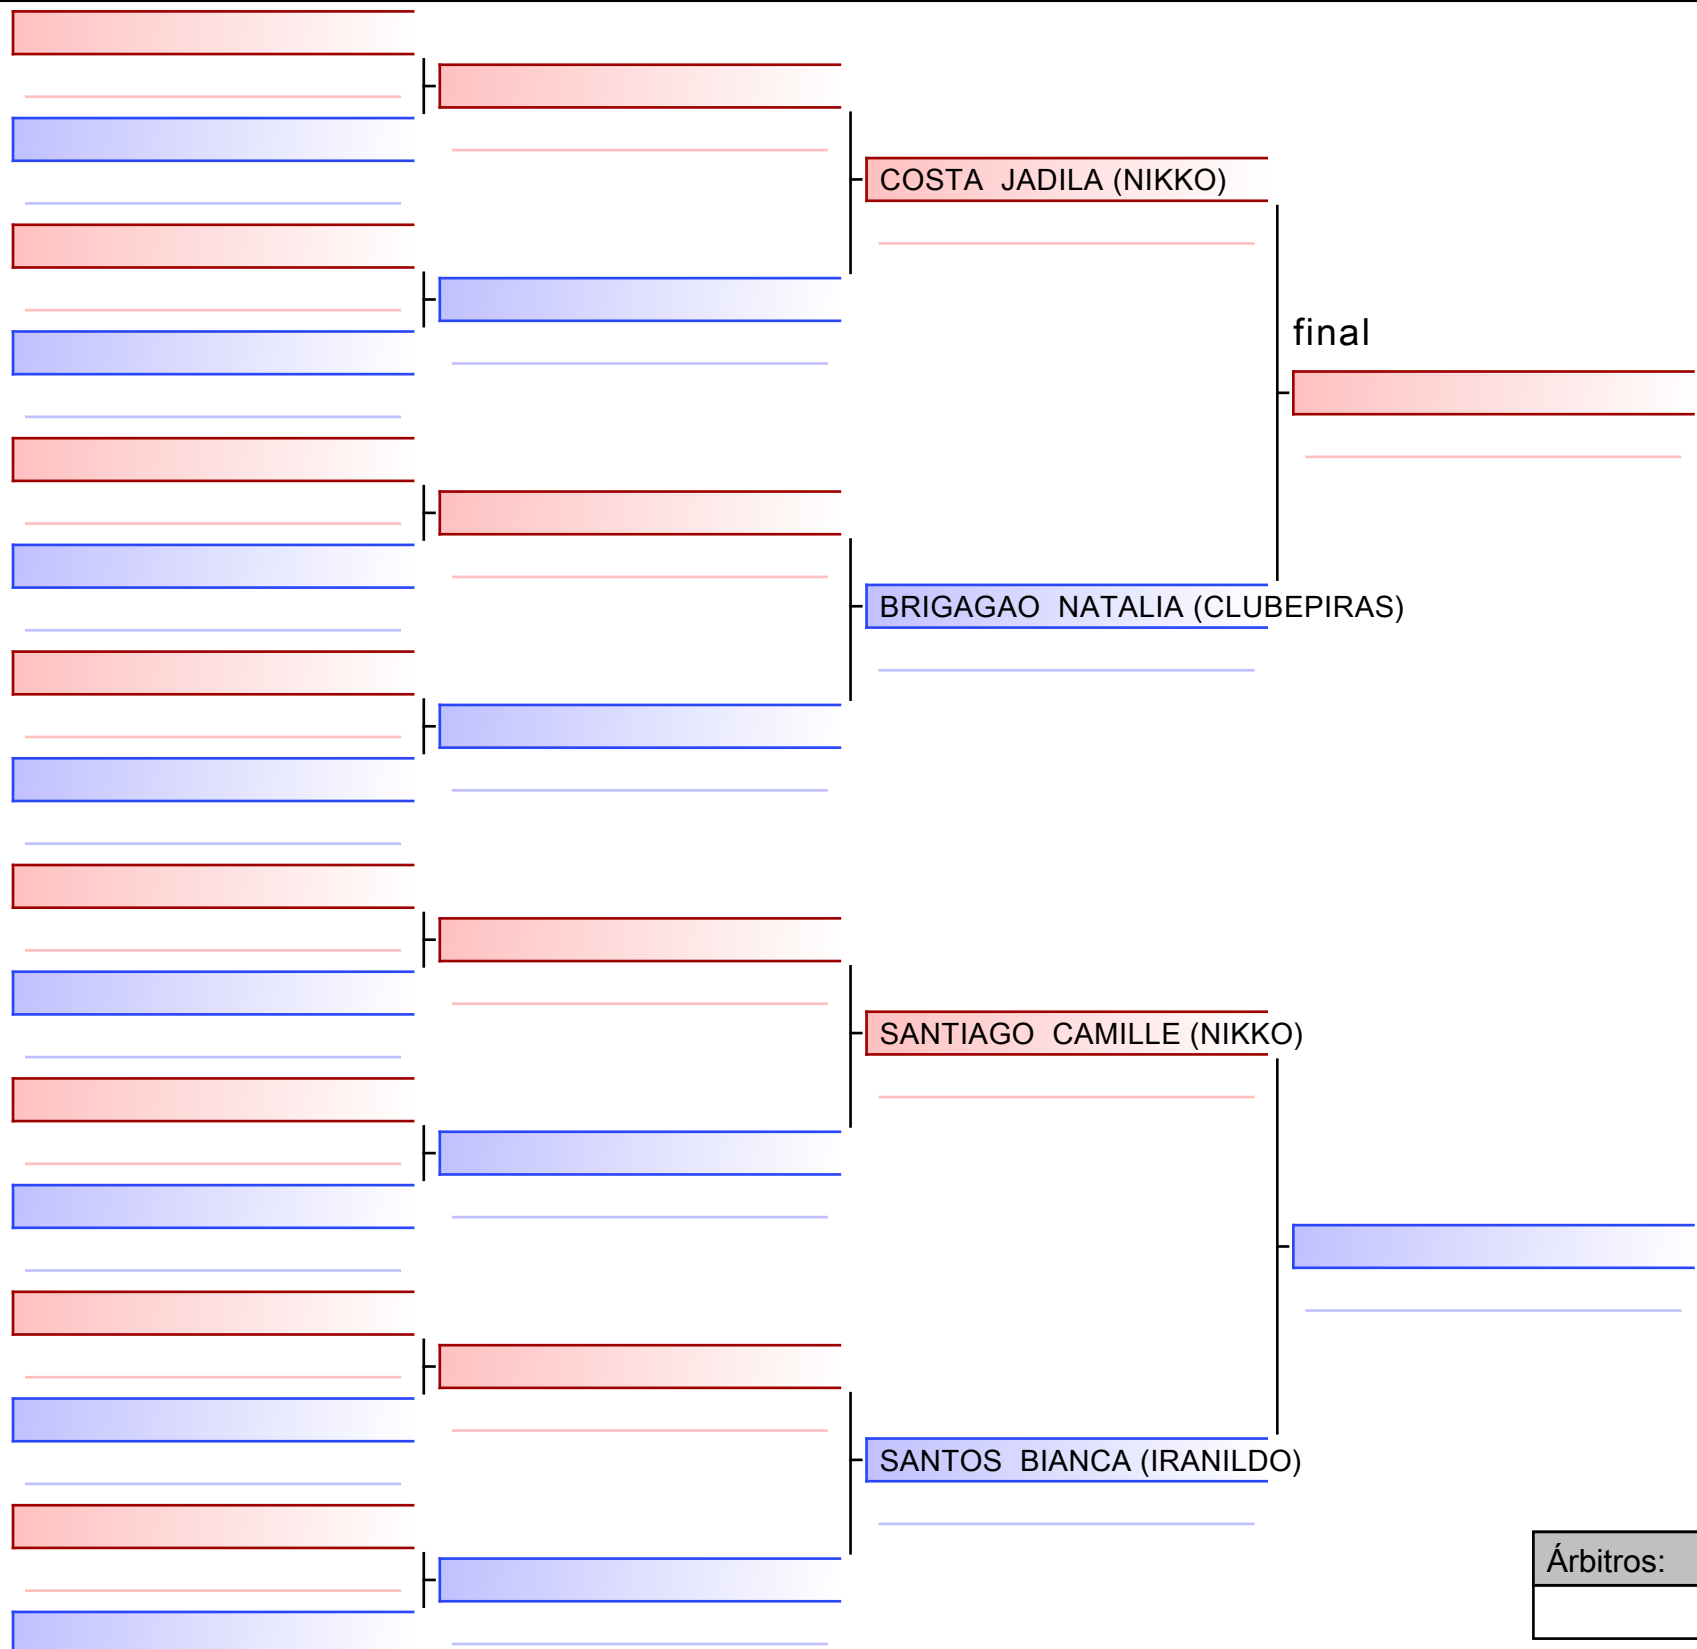 COSTA  JADILA (NIKKO)
final
BRIGAGAO  NATALIA (CLUBEPIRAS)
SANTIAGO  CAMILLE (NIKKO)
SANTOS  BIANCA (IRANILDO)
Árbitros: